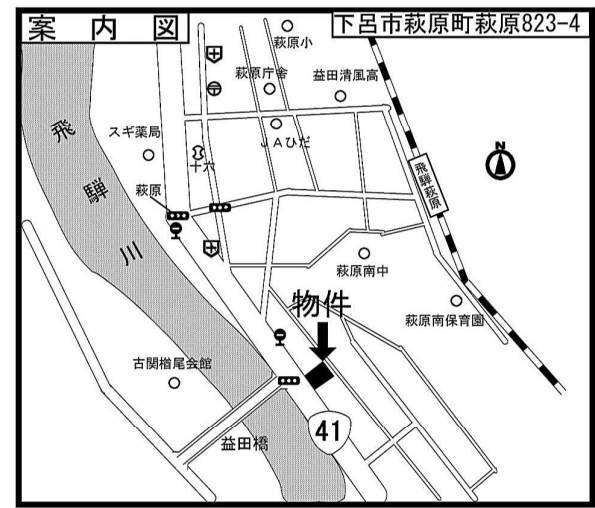 案内図
下呂市萩原町萩原823-4
萩原小
萩原庁舎
益田清風高
スギ薬局
JAひだ
十六
飛騨川
萩原
飛騨萩原
N
萩原南中
物件
萩原南保育園
古関楢尾会館
41
益田橋